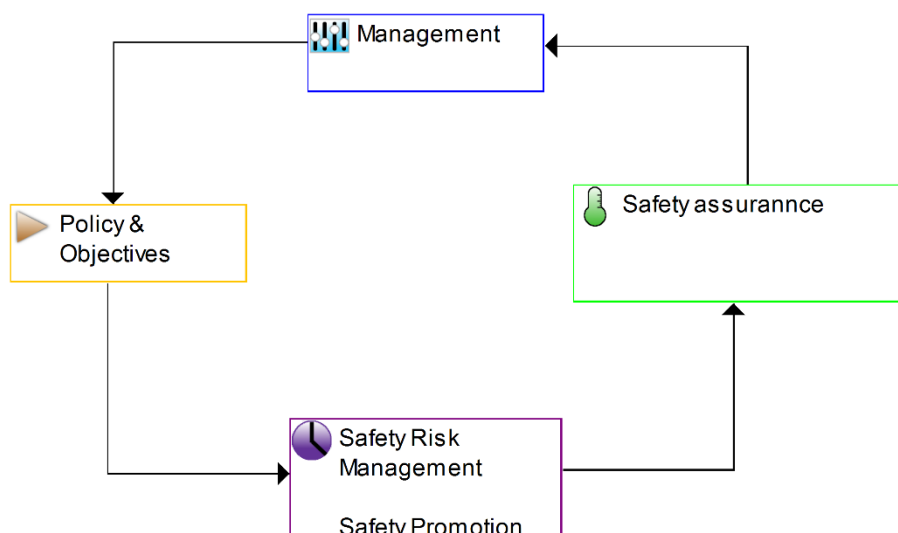 Management
Policy &
Objectives
Safety assurannce
Safety Risk
Management
Safety Promotion